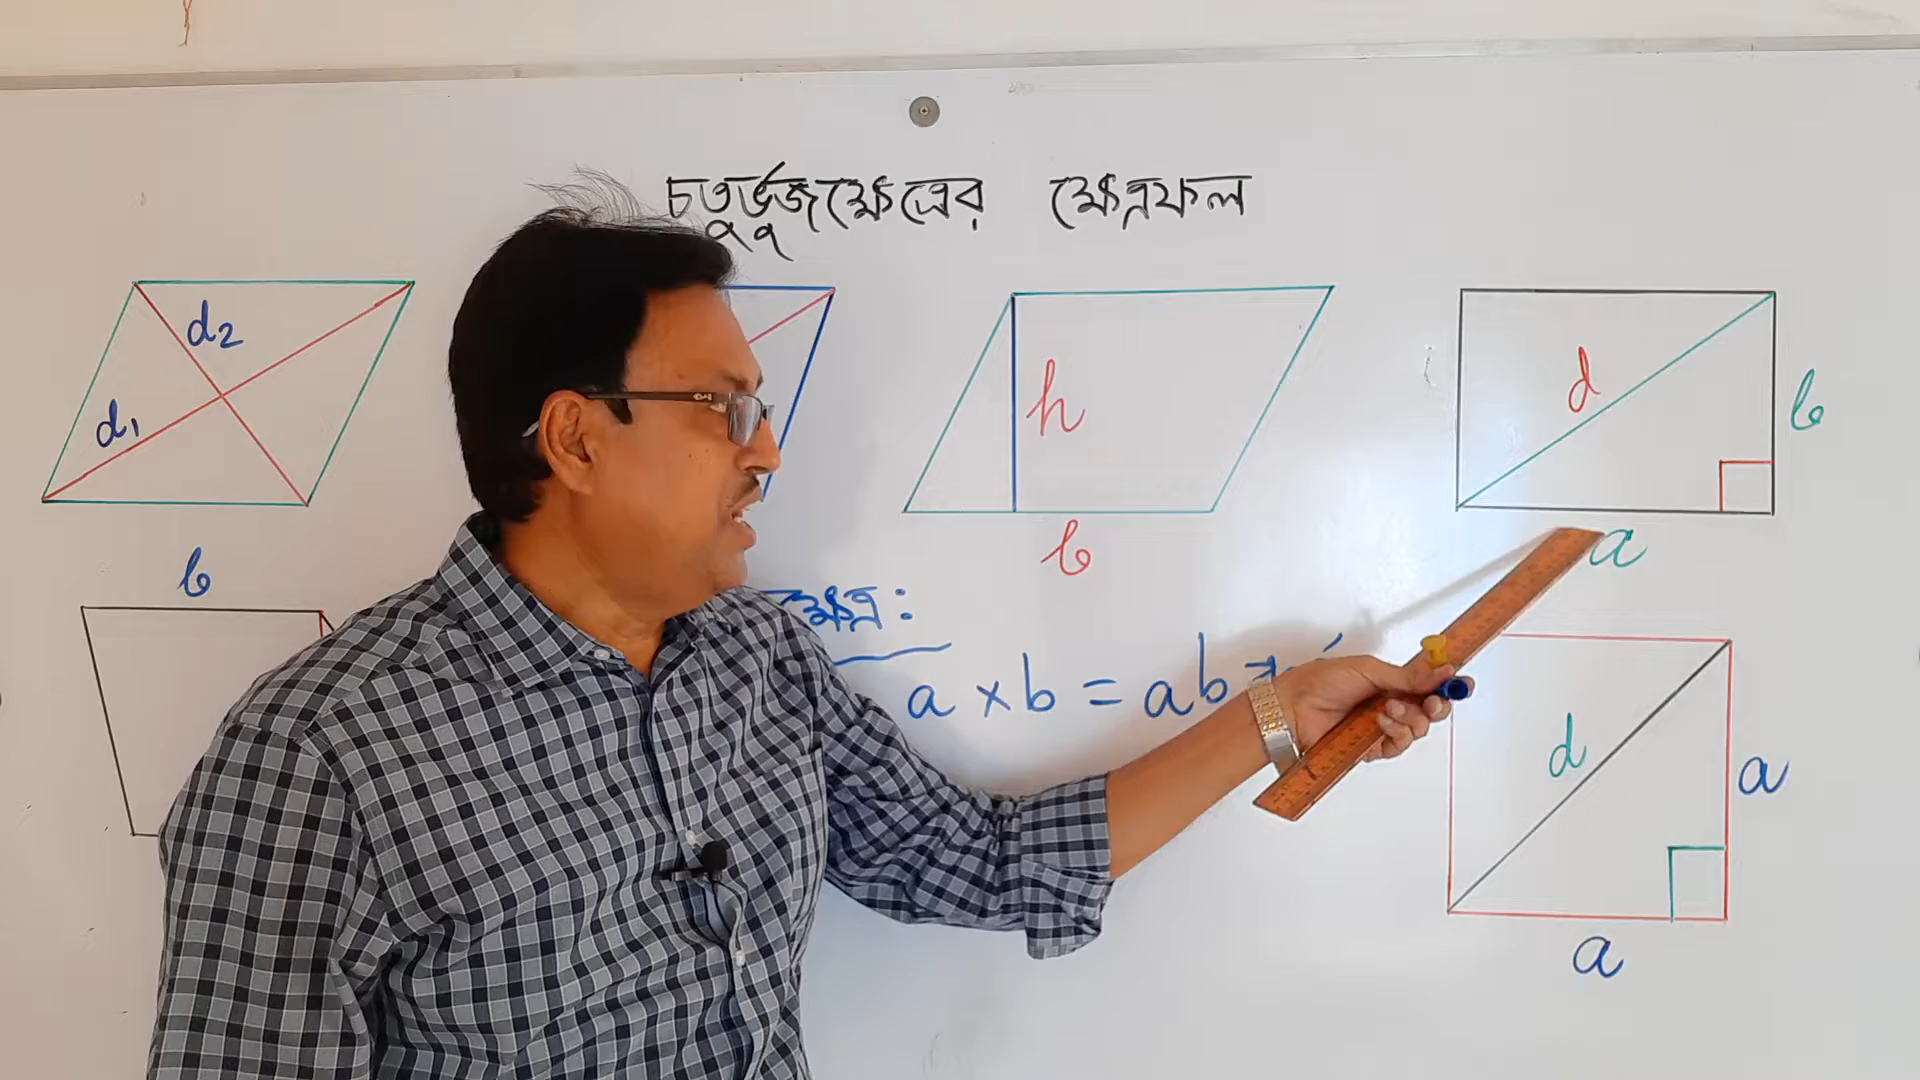 চতুর্ভুজক্ষেত্রের ক্ষেত্রফল
d₂
d₁
h
b
d
b
a
b
ক্ষেত্র:
a × b = ab
d
a
a